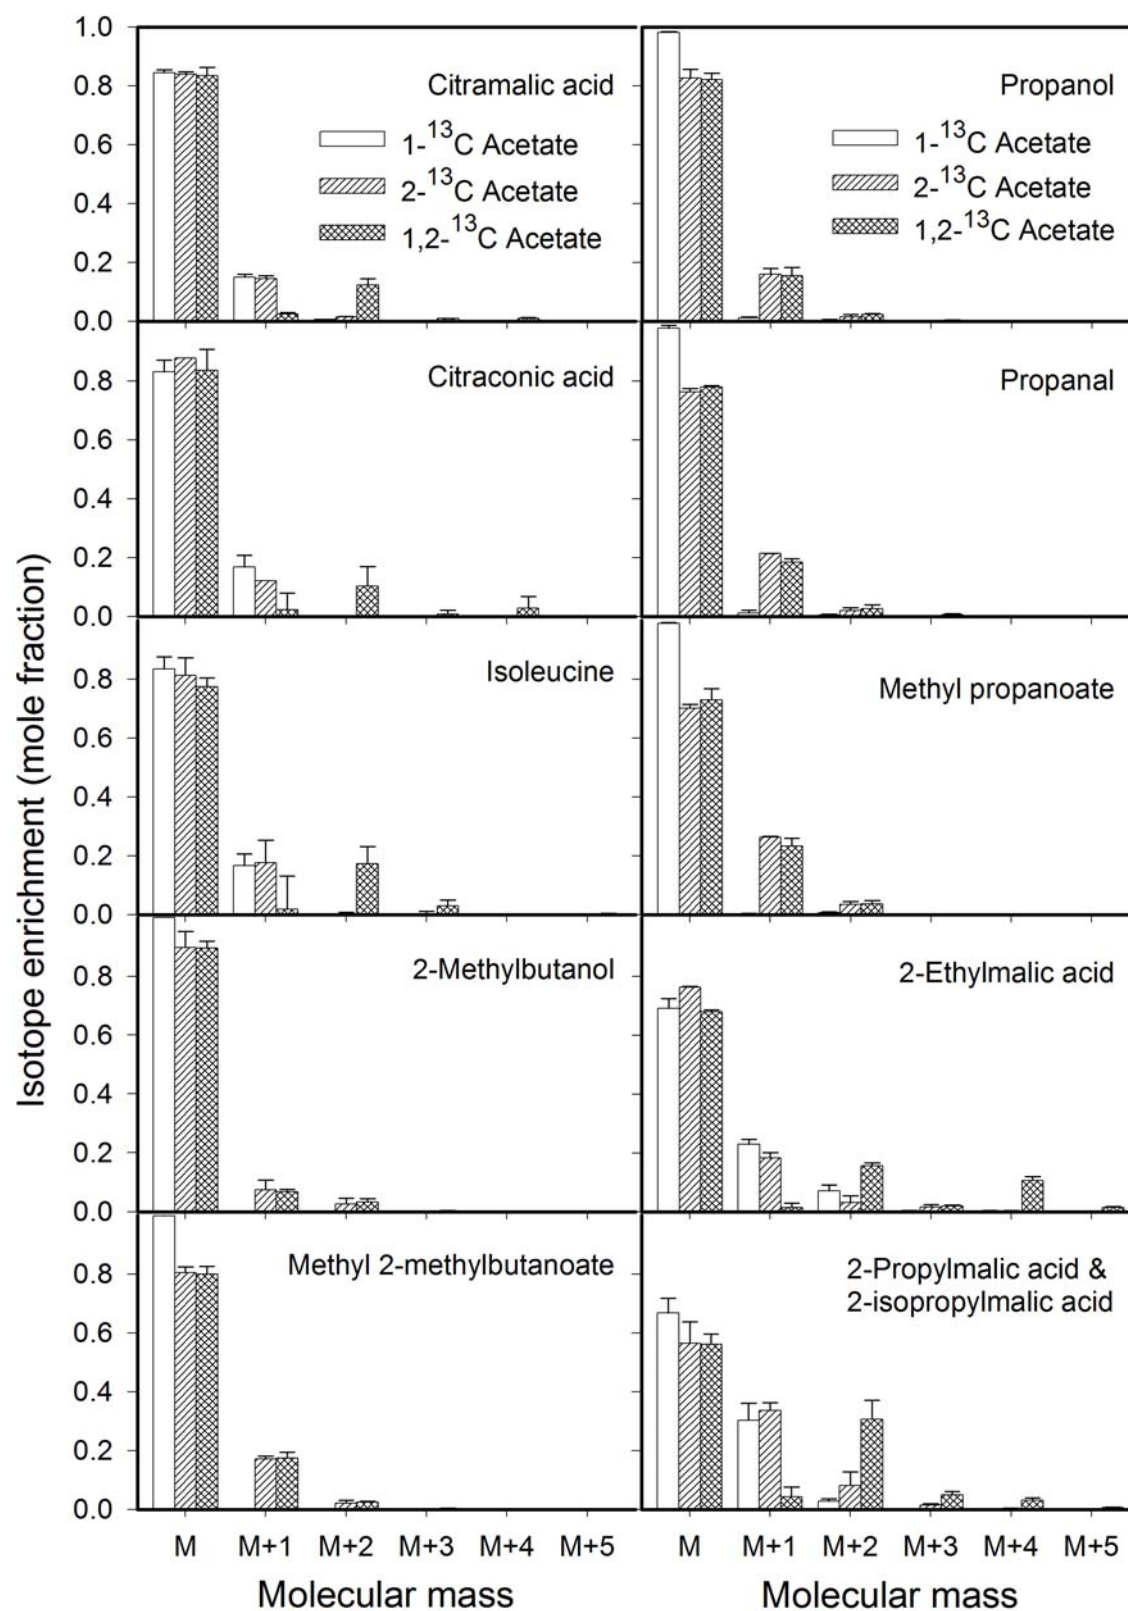 Isotope enrichment (mole fraction)
1.0
0.8
0.6
0.4
0.2
0.0
Citramalic acid
1-¹³C Acetate
2-¹³C Acetate
1,2-¹³C Acetate
Propanol
1-¹³C Acetate
2-¹³C Acetate
1,2-¹³C Acetate
0.8
0.6
0.4
0.2
0.0
Citraconic acid
Propanal
0.8
0.6
0.4
0.2
0.0
Isoleucine
Methyl propanoate
0.8
0.6
0.4
0.2
0.0
2-Methylbutanol
2-Ethylmalic acid
0.8
0.6
0.4
0.2
0.0
Methyl 2-methylbutanoate
2-Propylmalic acid &
2-isopropylmalic acid
M M+1 M+2 M+3 M+4 M+5
M M+1 M+2 M+3 M+4 M+5
Molecular mass
Molecular mass